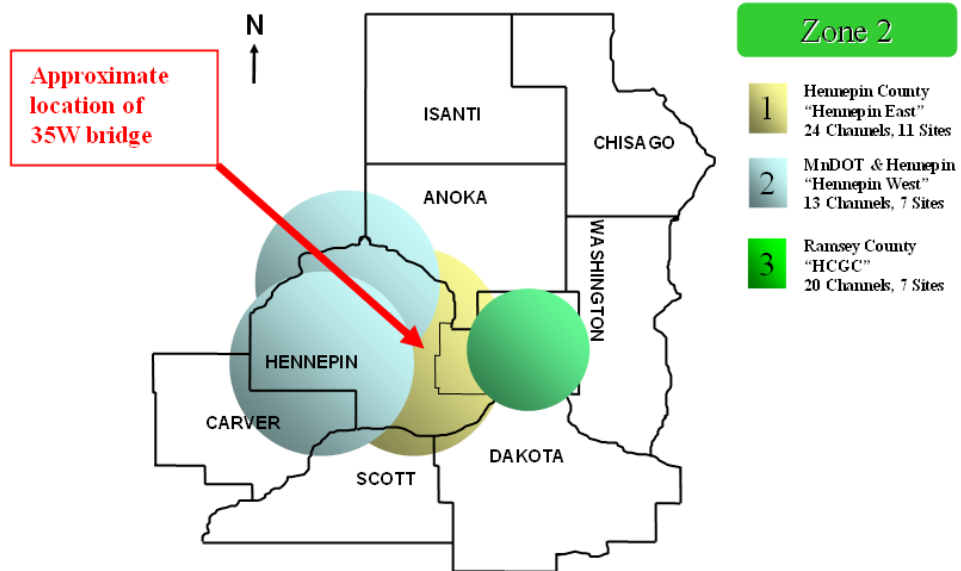 N
Zone 2
Approximate
location of
35W bridge
1
Hennepin County
“Hennepin East”
24 Channels, 11 Sites
2
MnDOT & Hennepin
“Hennepin West”
13 Channels, 7 Sites
3
Ramsey County
“HCGC”
20 Channels, 7 Sites
ISANTI
CHISAGO
ANOKA
WASHINGTON
HENNEPIN
CARVER
SCOTT
DAKOTA